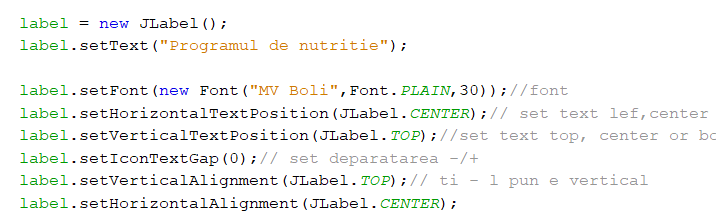 label = new JLabel();
label.setText("Programul de nutritie");
label.setFont(new Font("MV Boli",Font.PLAIN,30));//font
label.setHorizontalTextPosition(JLabel.CENTER);// set text lef,center
label.setVerticalTextPosition(JLabel.TOP);//set text top, center or bo
label.setIconTextGap(0);// set deparatarea -/+
label.setVerticalAlignment(JLabel.TOP);// ti - l pun e vertical
label.setHorizontalAlignment(JLabel.CENTER);